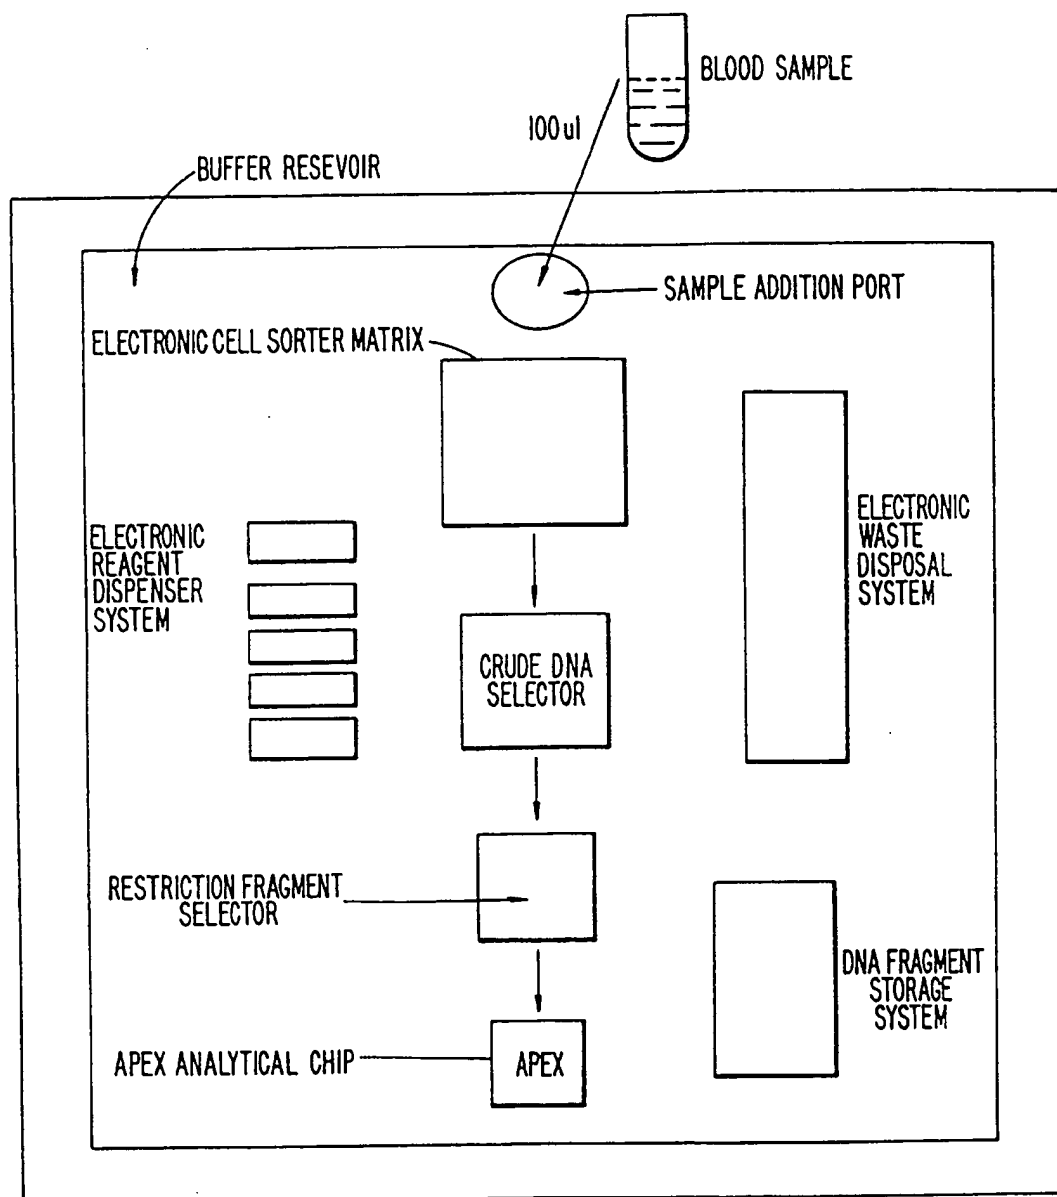 BLOOD SAMPLE
100ul
BUFFER RESEVOIR
SAMPLE ADDITION PORT
ELECTRONIC CELL SORTER MATRIX
ELECTRONIC
REAGENT
DISPENSER
SYSTEM
ELECTRONIC
WASTE
DISPOSAL
SYSTEM
CRUDE DNA
SELECTOR
RESTRICTION FRAGMENT
SELECTOR
DNA FRAGMENT
STORAGE
SYSTEM
APEX ANALYTICAL CHIP
APEX